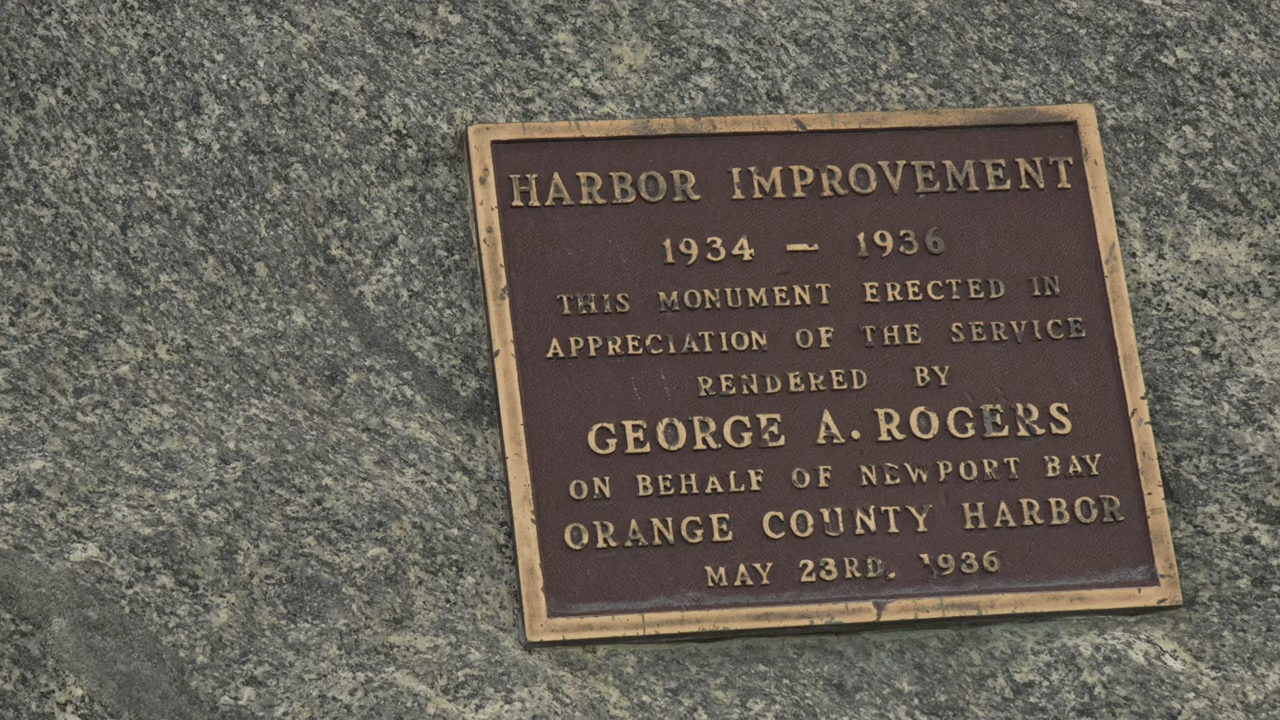 HARBOR IMPROVEMENT
1934 — 1936
THIS MONUMENT ERECTED IN
APPRECIATION OF THE SERVICE
RENDERED BY
GEORGE A. ROGERS
ON BEHALF OF NEWPORT BAY
ORANGE COUNTY HARBOR
MAY 23RD. 1936